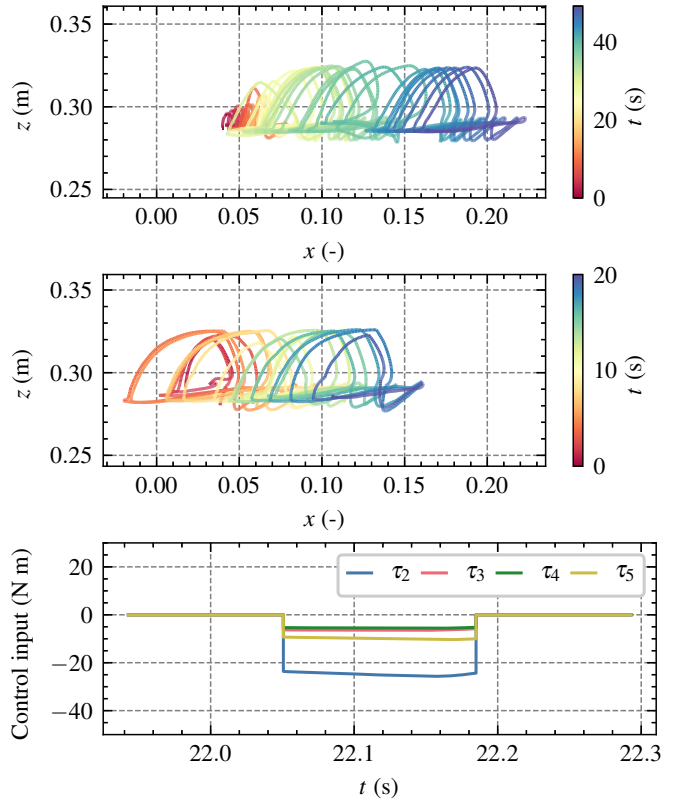 0.35
0.30
0.25
z (m)
0.00 0.05 0.10 0.15 0.20
x (-)
40
20
0
t (s)
0.35
0.30
0.25
z (m)
0.00 0.05 0.10 0.15 0.20
x (-)
20
10
0
t (s)
20
0
−20
−40
Control input (N m)
τ2 τ3 τ4 τ5
22.0 22.1 22.2 22.3
t (s)